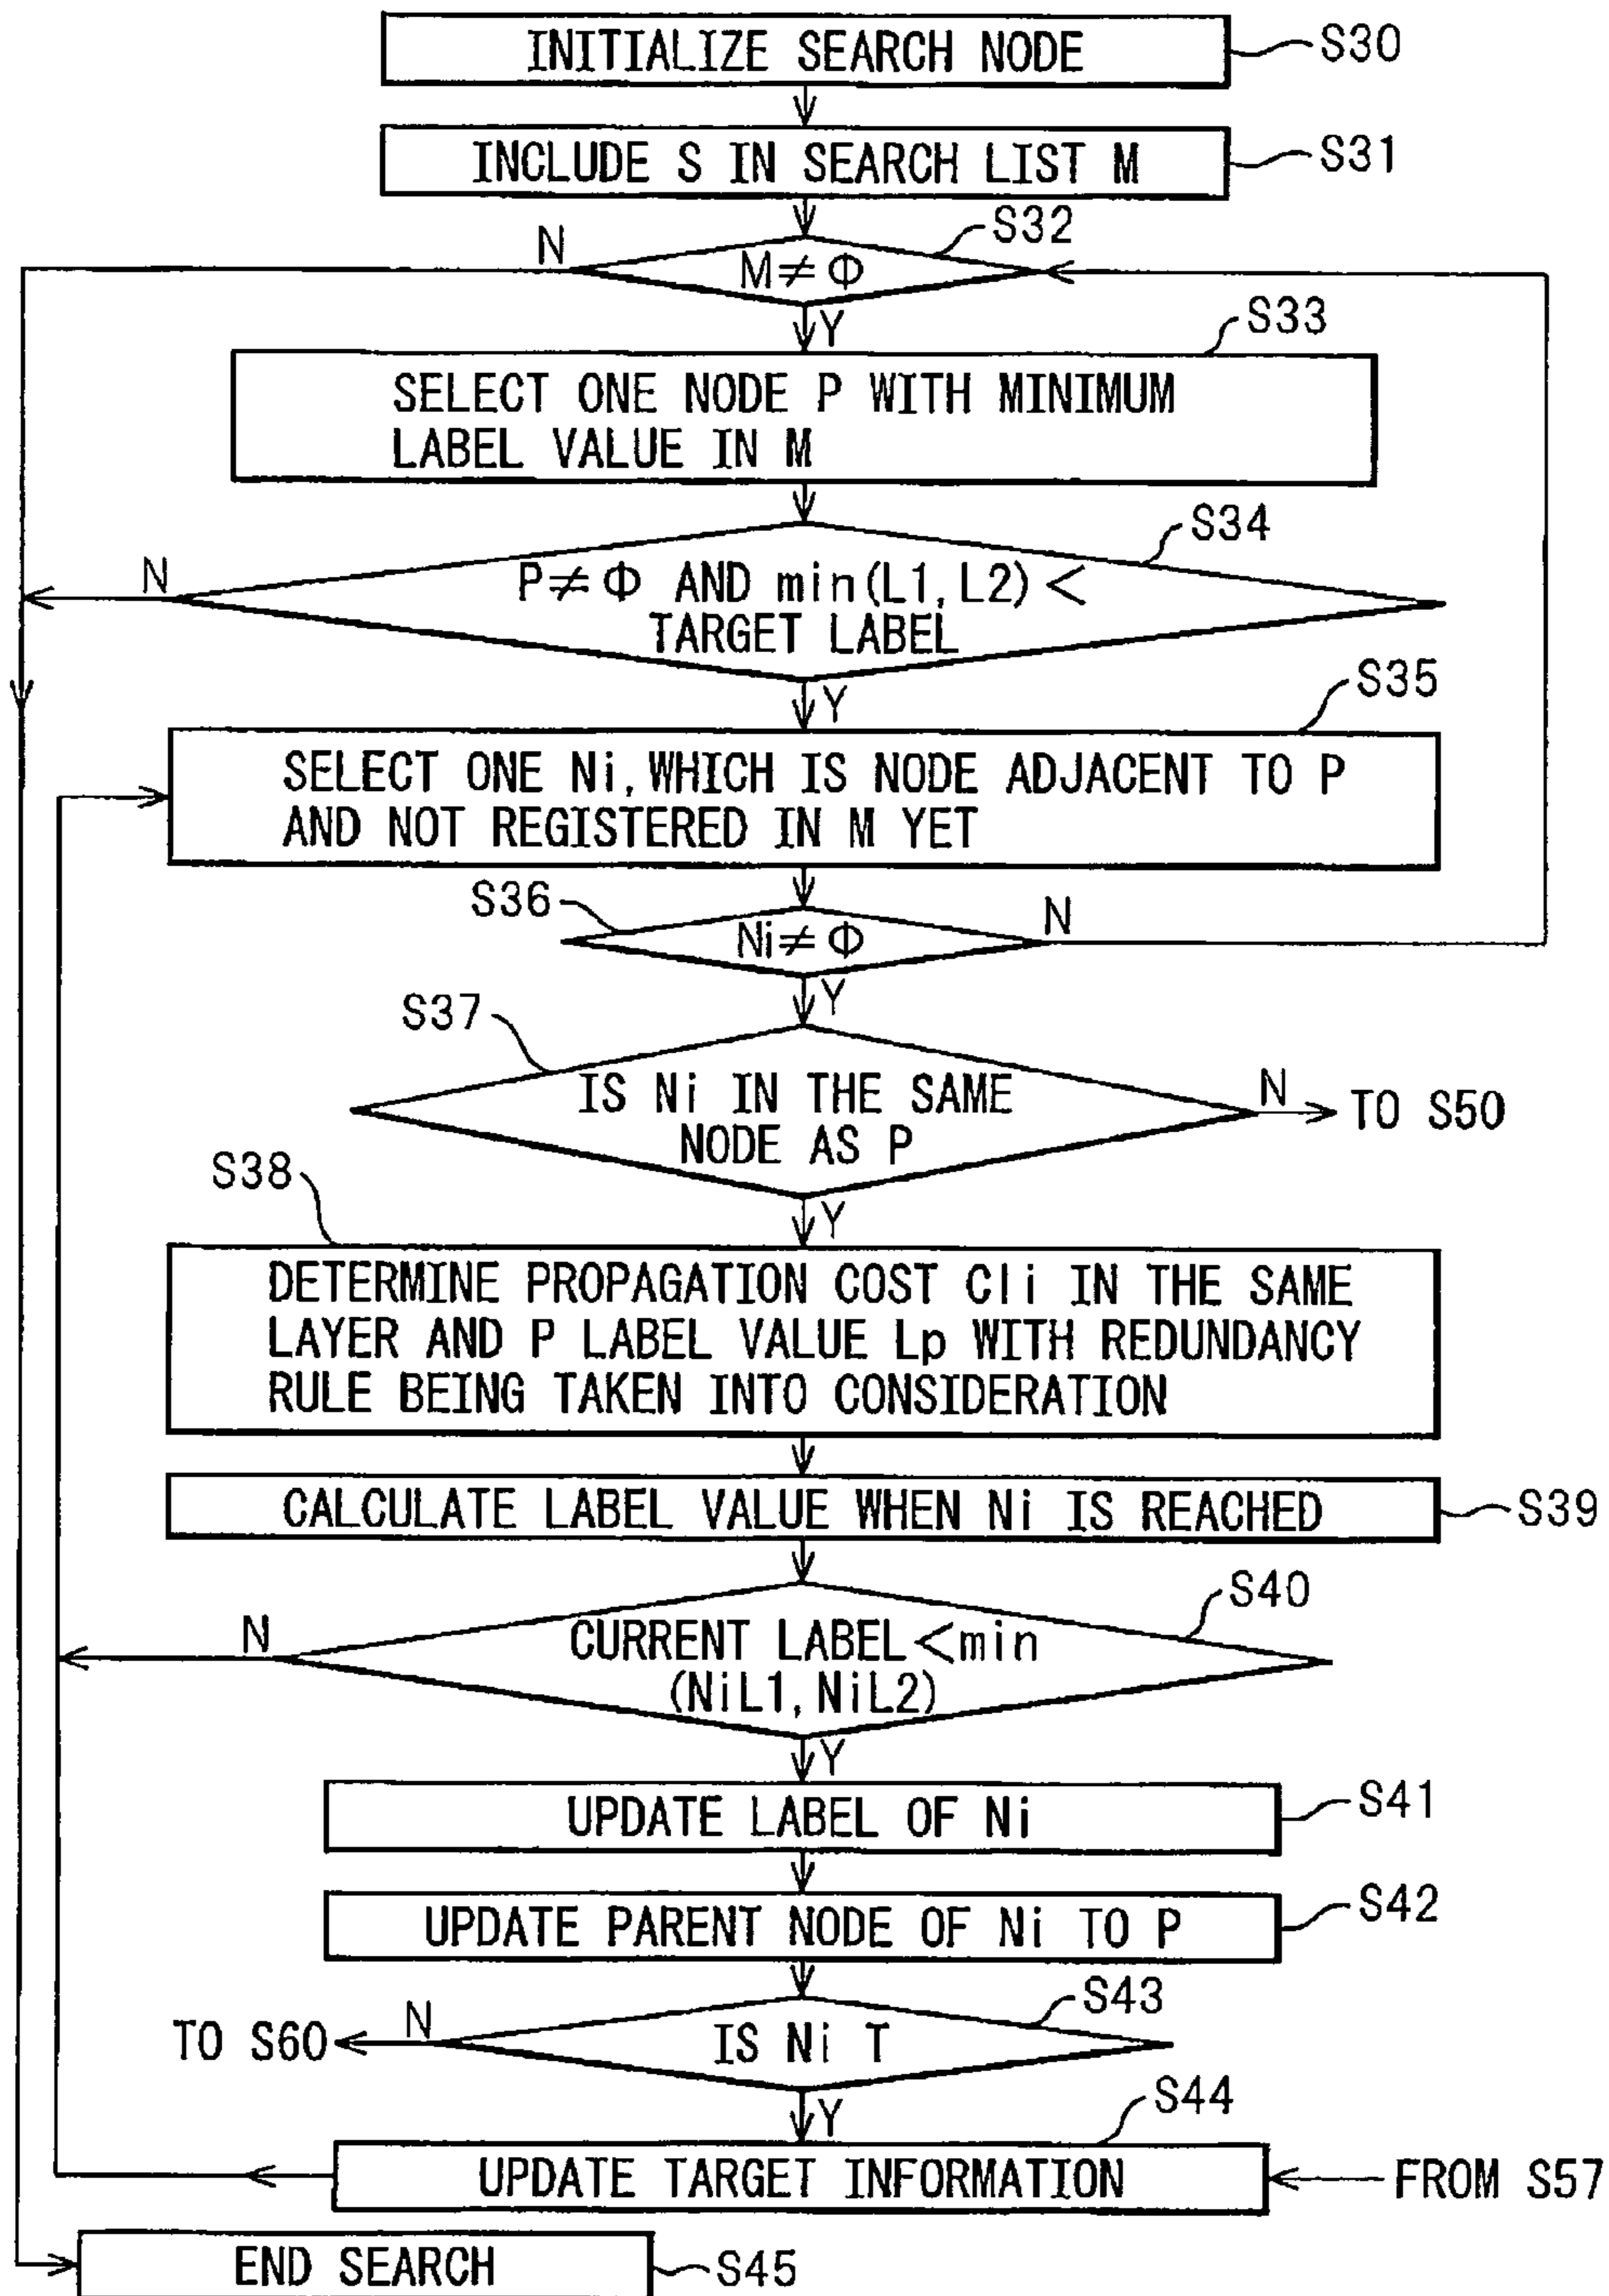 INITIALIZE SEARCH NODE
S30
INCLUDE S IN SEARCH LIST M
S31
S32
N
M≠Φ
Y
S33
SELECT ONE NODE P WITH MINIMUM
LABEL VALUE IN M
S34
N
P≠Φ AND min(L1, L2)<
TARGET LABEL
Y
S35
SELECT ONE Ni, WHICH IS NODE ADJACENT TO P
AND NOT REGISTERED IN M YET
S36
Ni≠Φ
N
Y
S37
IS Ni IN THE SAME
NODE AS P
N
TO S50
S38
Y
DETERMINE PROPAGATION COST Cli IN THE SAME
LAYER AND P LABEL VALUE Lp WITH REDUNDANCY
RULE BEING TAKEN INTO CONSIDERATION
CALCULATE LABEL VALUE WHEN Ni IS REACHED
S39
S40
N
CURRENT LABEL<min
(NiL1, NiL2)
Y
UPDATE LABEL OF Ni
S41
UPDATE PARENT NODE OF Ni TO P
S42
S43
TO S60
N
IS Ni T
S44
Y
UPDATE TARGET INFORMATION
FROM S57
END SEARCH
S45